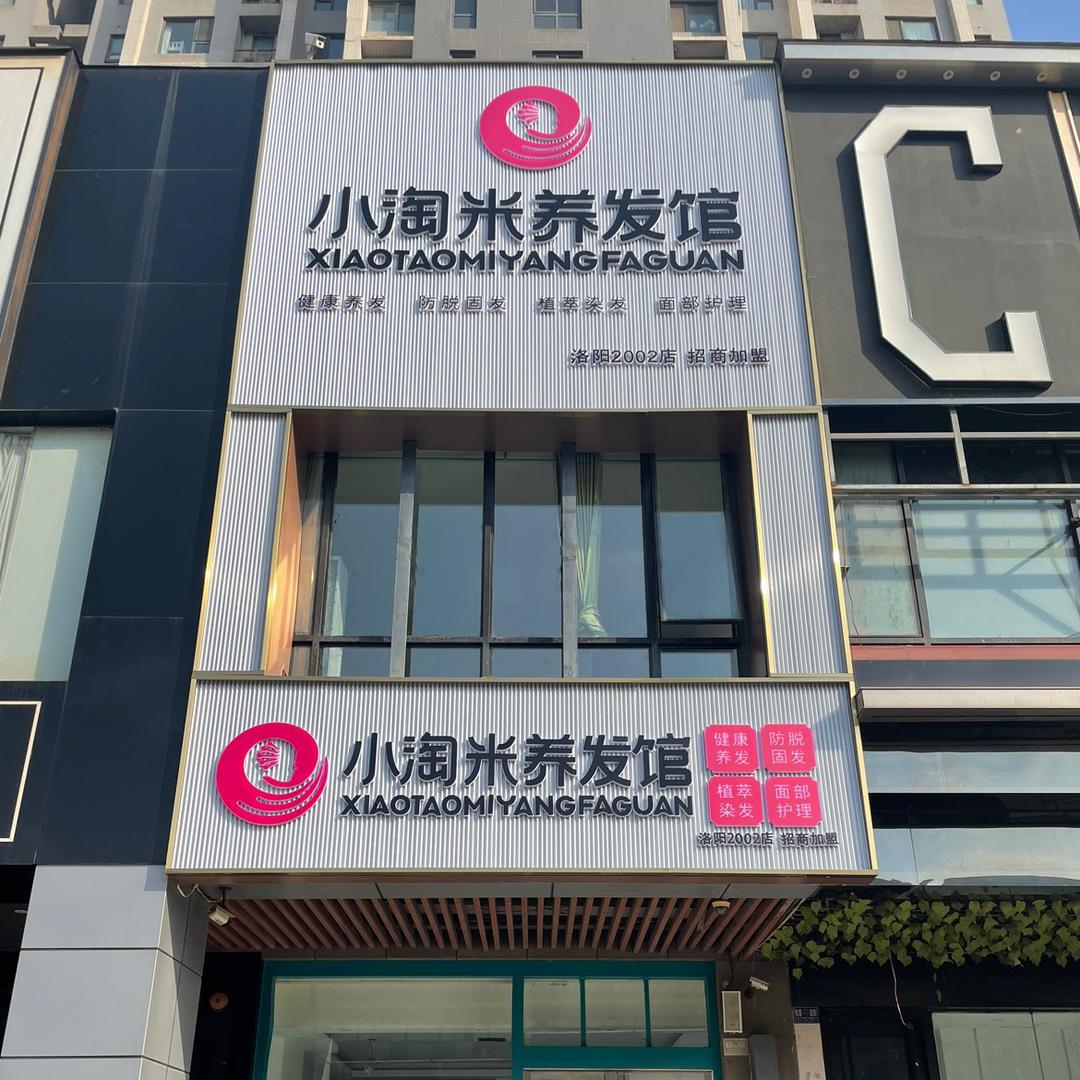 小淘米养发馆
XIAOTAOMIYANGFAGUAN
健康养发 防脱固发 植萃染发 面部护理
洛阳2002店 招商加盟
C
小淘米养发馆
XIAOTAOMIYANGFAGUAN
健康
养发
防脱
固发
植萃
染发
面部
护理
洛阳2002店 招商加盟